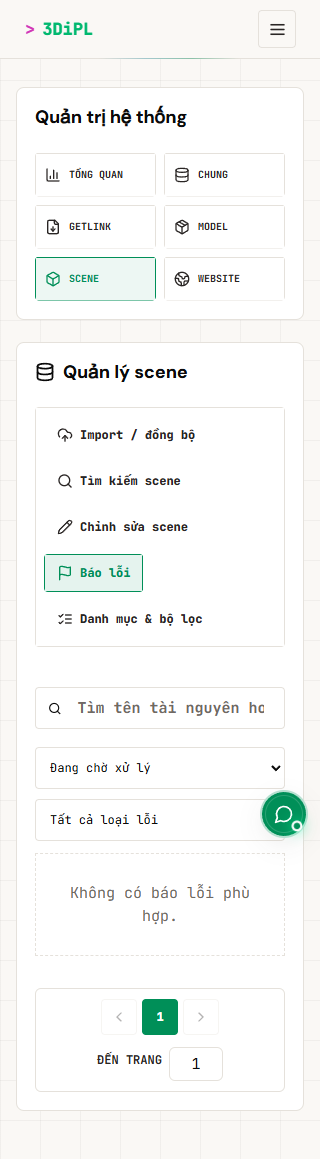 > 3DiPL
Quản trị hệ thống
TỔNG QUAN
CHUNG
GETLINK
MODEL
SCENE
WEBSITE
Quản lý scene
Import / đồng bộ
Tìm kiếm scene
Chỉnh sửa scene
Báo lỗi
Danh mục & bộ lọc
Tìm tên tài nguyên hơ
Đang chờ xử lý
Tất cả loại lỗi
Không có báo lỗi phù
hợp.
1
ĐẾN TRANG 1